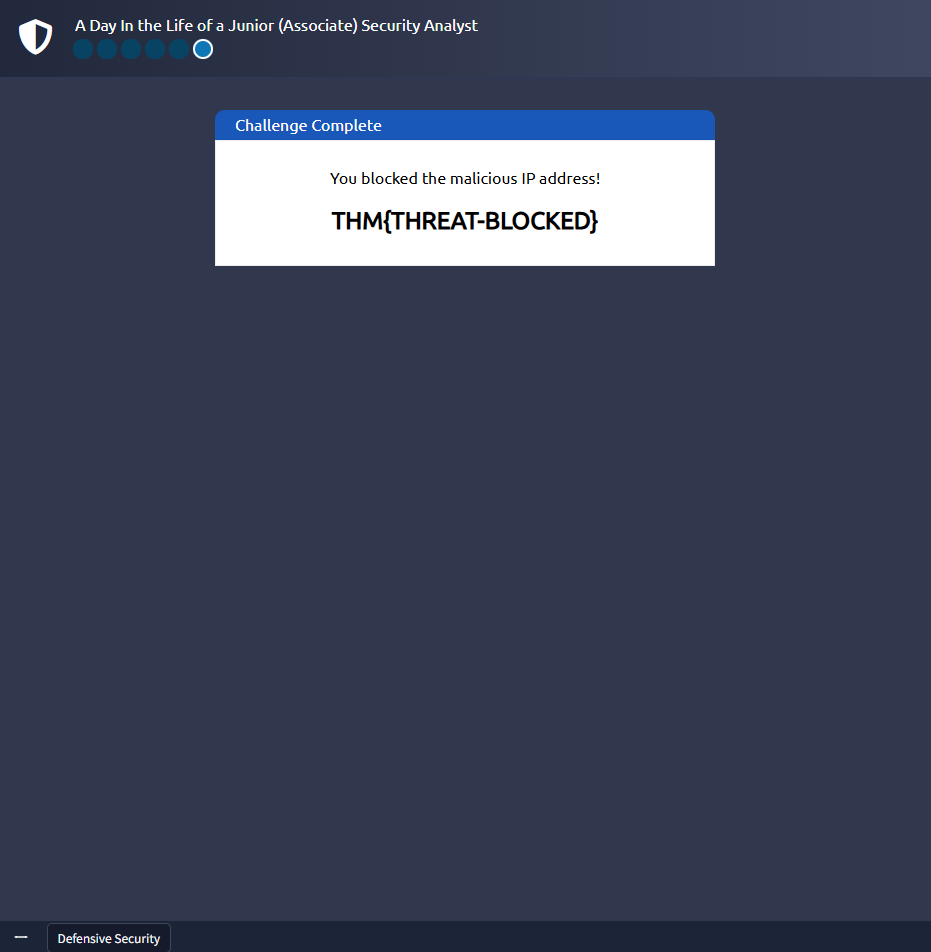 A Day In the Life of a Junior (Associate) Security Analyst
Challenge Complete
You blocked the malicious IP address!
THM{THREAT-BLOCKED}
Defensive Security